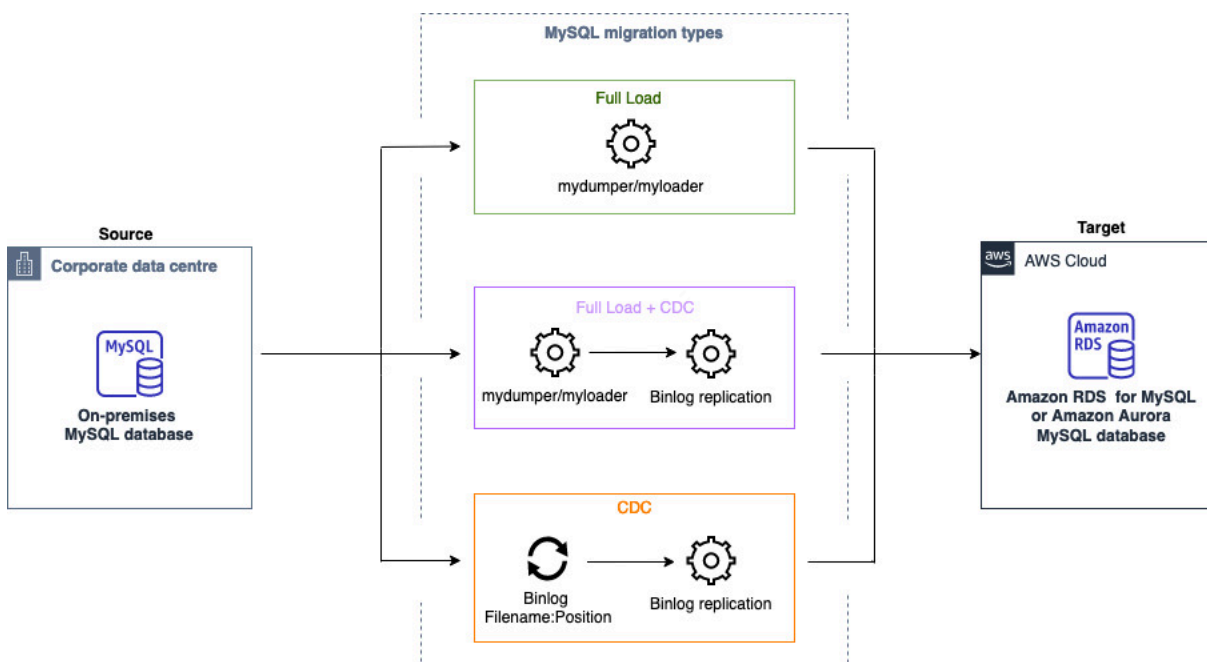 MySQL migration types
Full Load
mydumper/myloader
Source
Corporate data centre
MySQL
On-premises
MySQL database
Full Load + CDC
mydumper/myloader
Binlog replication
CDC
Binlog
Filename:Position
Binlog replication
Target
aws
AWS Cloud
Amazon
RDS
Amazon RDS for MySQL
or Amazon Aurora
MySQL database